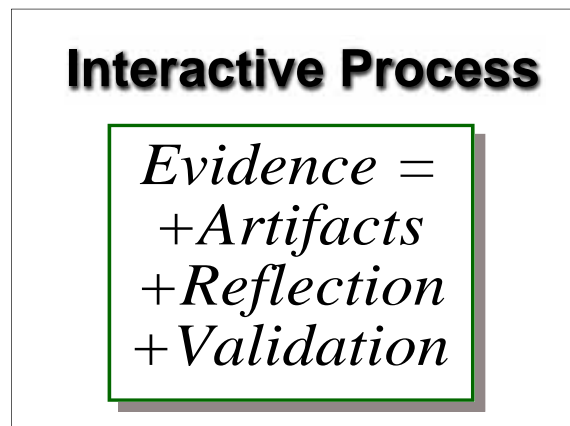 Interactive Process
Evidence =
+Artifacts
+Reflection
+Validation